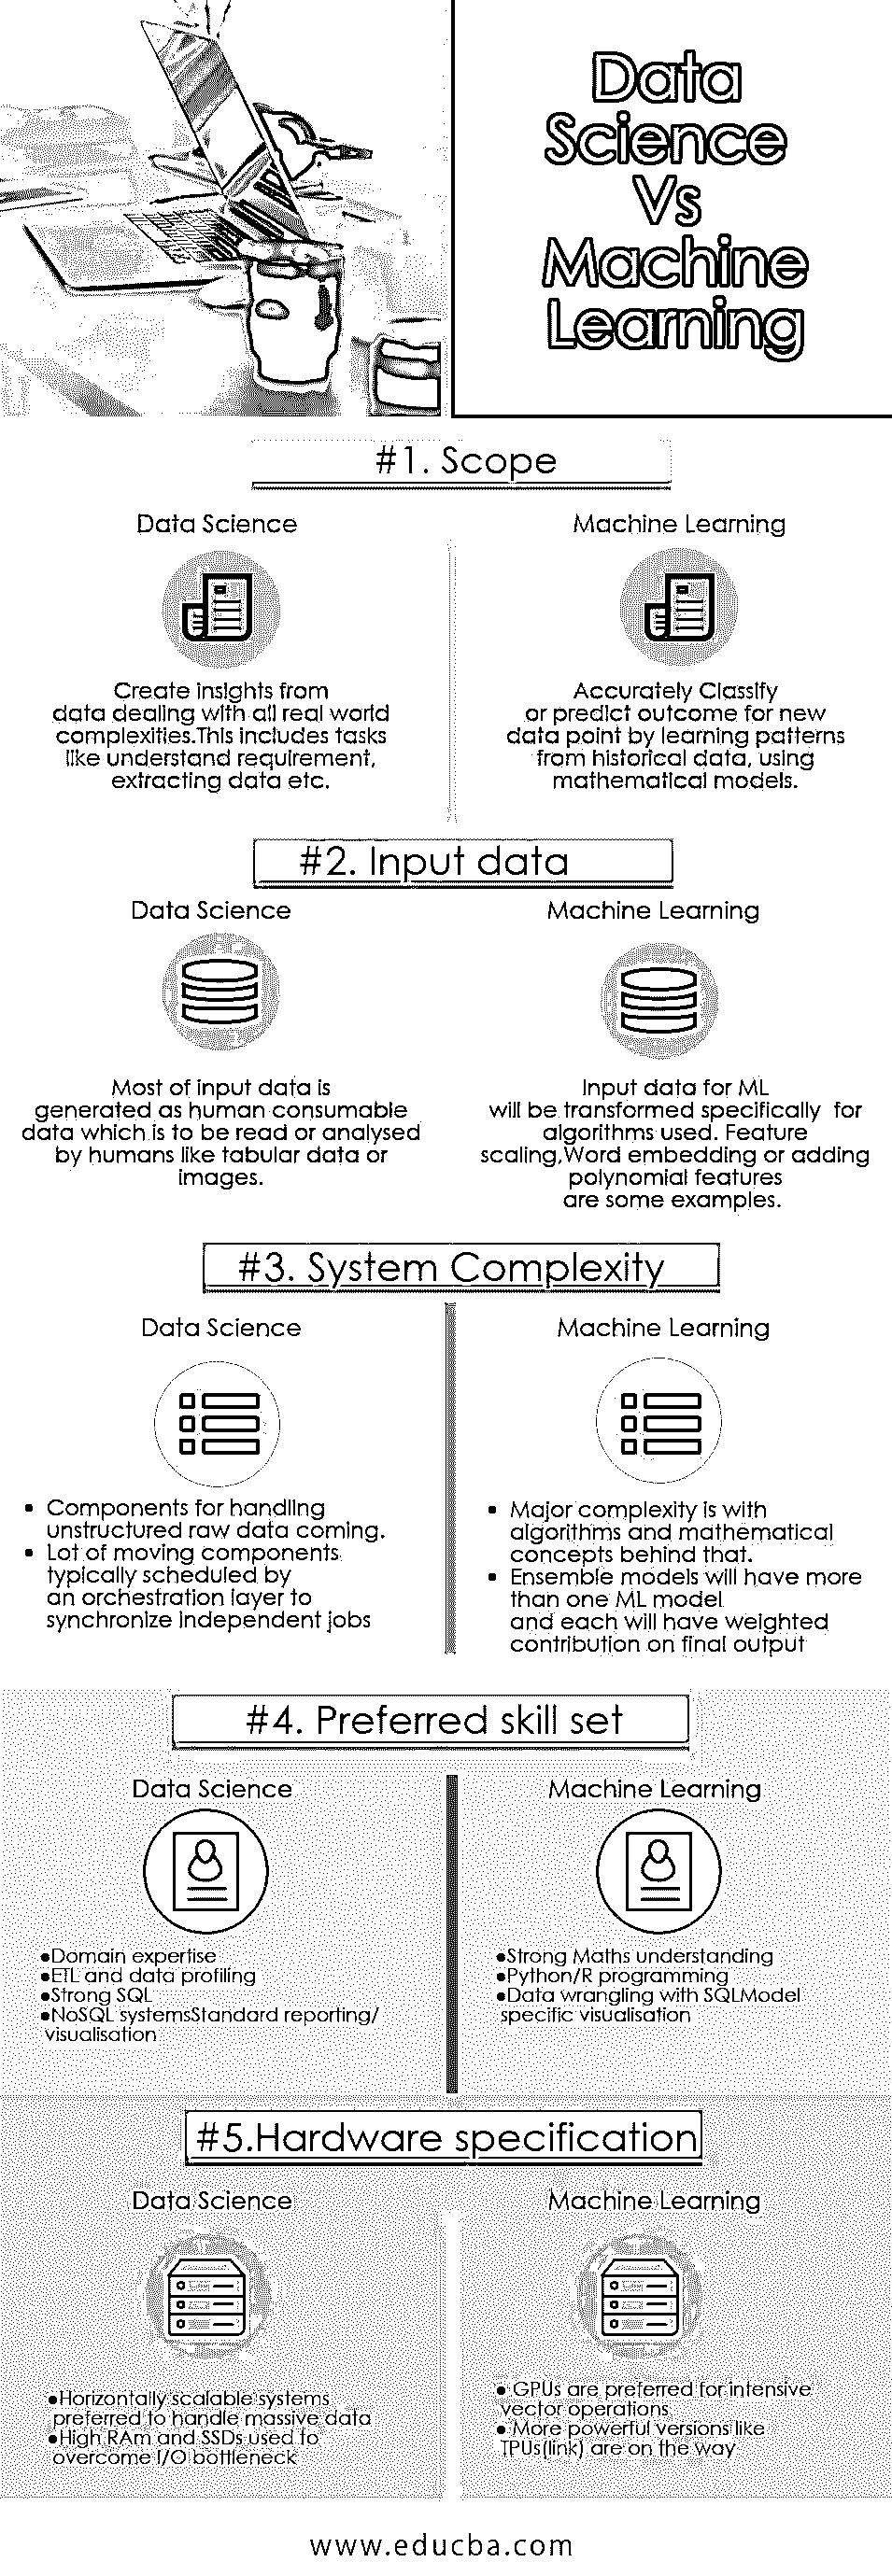 Data
Science
Vs
Machine
Learning
#1. Scope
Data Science
Create insights from
data dealing with all real world
complexities.This includes tasks
like understand requirement,
extracting data etc.
Machine Learning
Accurately Classify
or predict outcome for new
data point by learning patterns
from historical data, using
mathematical models.
#2. Input data
Data Science
Most of input data is
generated as human consumable
data which is to be read or analysed
by humans like tabular data or
images.
Machine Learning
Input data for ML
will be transformed specifically for
algorithms used. Feature
scaling,Word embedding or adding
polynomial features
are some examples.
#3. System Complexity
Data Science
▪ Components for handling
unstructured raw data coming.
▪ Lot of moving components
typically scheduled by
an orchestration layer to
synchronize independent jobs
Machine Learning
▪ Major complexity is with
algorithms and mathematical
concepts behind that.
▪ Ensemble models will have more
than one ML model
and each will have weighted
contribution on final output
#4. Preferred skill set
Data Science
●Domain expertise
●ETL and data profiling
●Strong SQL
●NoSQL systemsStandard reporting/
visualisation
Machine Learning
●Strong Maths understanding
●Python/R programming
●Data wrangling with SQLModel
specific visualisation
#5.Hardware specification
Data Science
●Horizontally scalable systems
preferred to handle massive data
●High RAm and SSDs used to
overcome I/O bottleneck
Machine Learning
● GPUs are preferred for intensive
vector operations
● More powerful versions like
TPUs(link) are on the way
www.educba.com